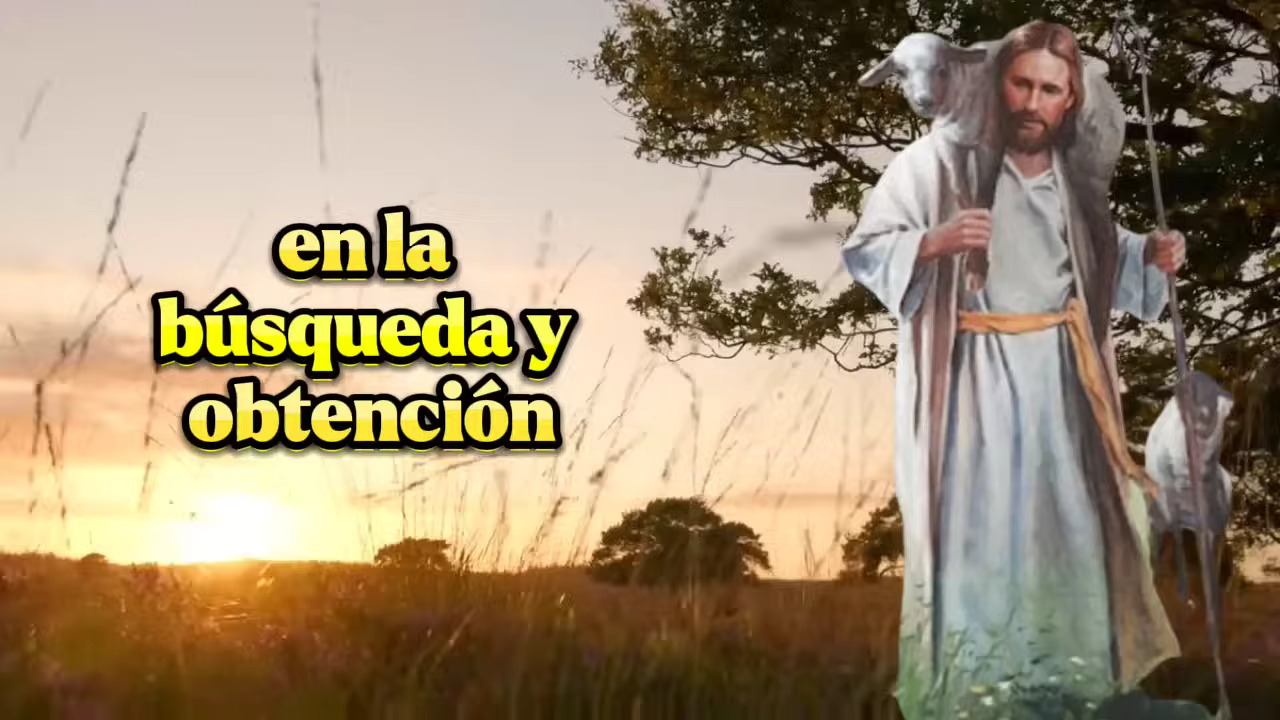 en la
búsqueda y
obtención